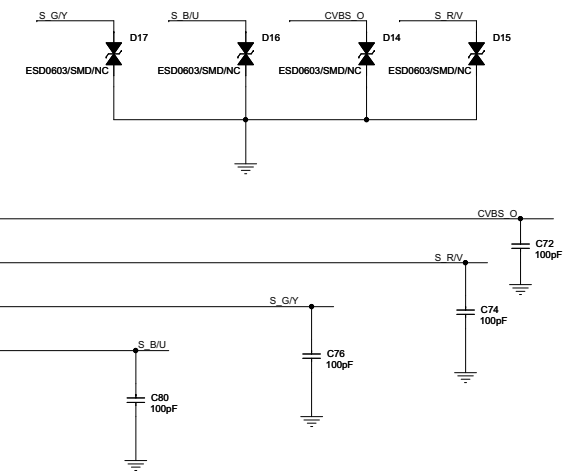 S_G/Y S_B/U CVBS_O S_R/V
D17 D16 D14 D15
ESD0603/SMD/NC ESD0603/SMD/NC ESD0603/SMD/NC ESD0603/SMD/NC
CVBS_O
C72
100pF
S_R/V
C74
100pF
S_G/Y
C76
100pF
S_B/U
C80
100pF